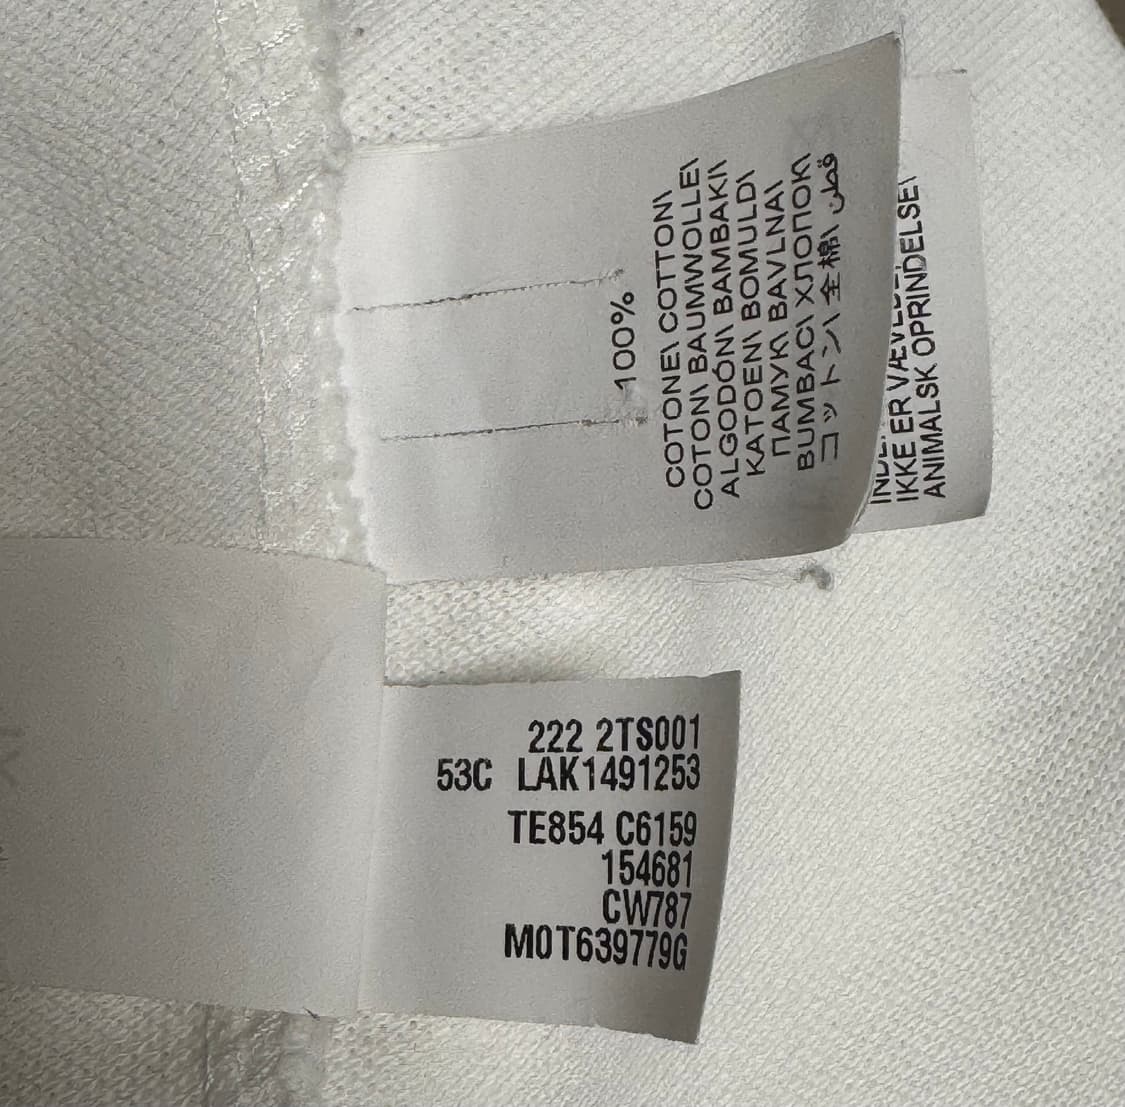 100%
COTONE\ COTTON\
COTON\ BAUMWOLLE\
ALGODÓN\ BAMBAKI\
KATOEN\ BOMULD\
ПАМУК\ BAVLNA\
BUMBAC\ ХЛОПОК\
コットン\ 全棉\ قطن
IKKE ER VÆVEDE,
ANIMALSK OPRINDELSE\
222 2TS001
53C LAK1491253
TE854 C6159
154681
CW787
M0T639779G